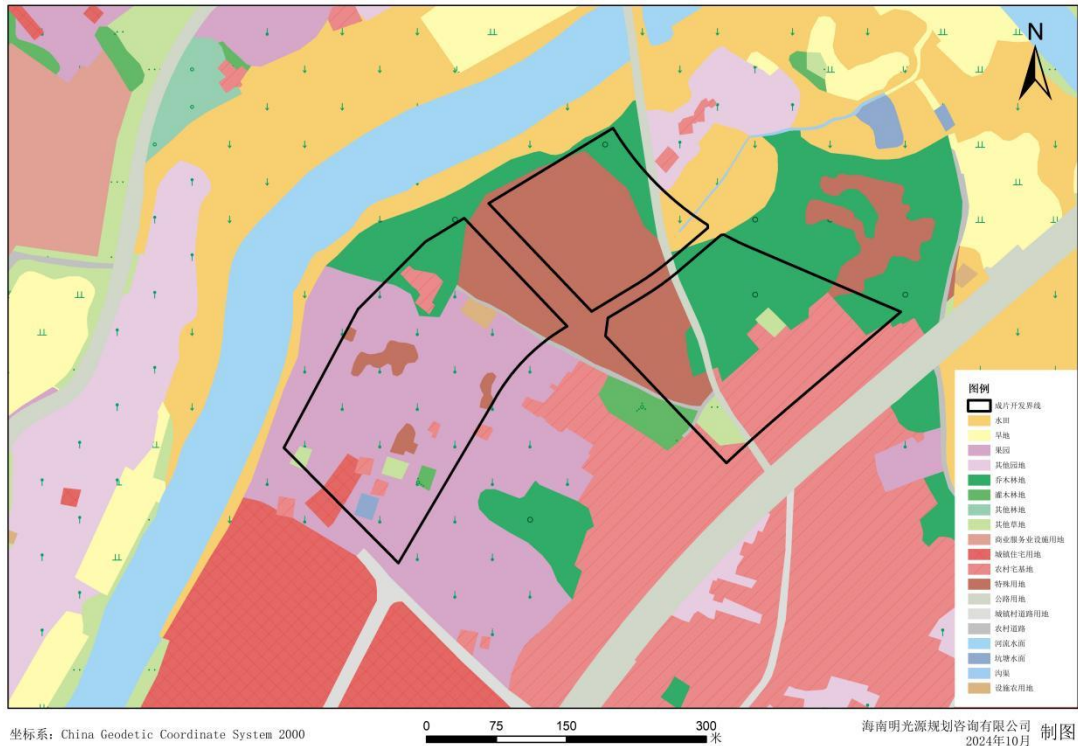 N
图例
成片开发界线
水田
旱地
果园
其他园地
乔木林地
灌木林地
其他林地
其他草地
商业服务业设施用地
城镇住宅用地
农村宅基地
特殊用地
公路用地
城镇村道路用地
农村道路
河流水面
坑塘水面
沟渠
设施农用地
坐标系：China Geodetic Coordinate System 2000
0 75 150 300
米
海南明光源规划咨询有限公司
2024年10月
制图